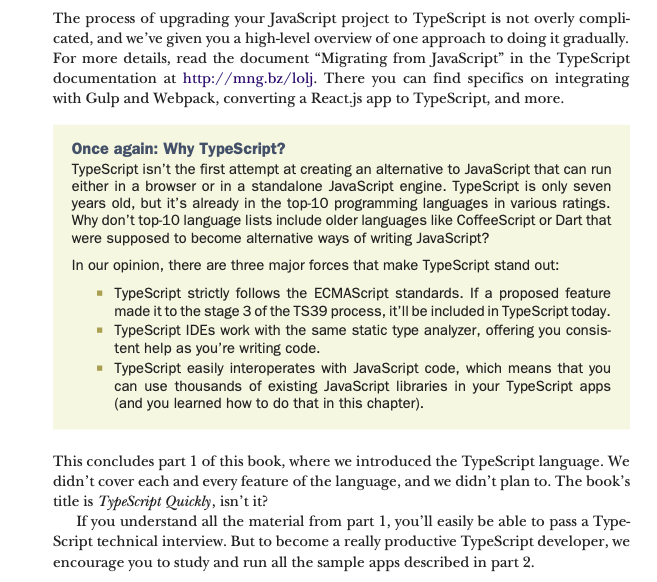 The process of upgrading your JavaScript project to TypeScript is not overly compli-
cated, and we've given you a high-level overview of one approach to doing it gradually.
For more details, read the document “Migrating from JavaScript” in the TypeScript
documentation at http://mng.bz/lolj. There you can find specifics on integrating
with Gulp and Webpack, converting a React.js app to TypeScript, and more.
Once again: Why TypeScript?
TypeScript isn't the first attempt at creating an alternative to JavaScript that can run
either in a browser or in a standalone JavaScript engine. TypeScript is only seven
years old, but it's already in the top-10 programming languages in various ratings.
Why don't top-10 language lists include older languages like CoffeeScript or Dart that
were supposed to become alternative ways of writing JavaScript?
In our opinion, there are three major forces that make TypeScript stand out:
▪ TypeScript strictly follows the ECMAScript standards. If a proposed feature
made it to the stage 3 of the TS39 process, it'll be included in TypeScript today.
▪ TypeScript IDEs work with the same static type analyzer, offering you consis-
tent help as you're writing code.
▪ TypeScript easily interoperates with JavaScript code, which means that you
can use thousands of existing JavaScript libraries in your TypeScript apps
(and you learned how to do that in this chapter).
This concludes part 1 of this book, where we introduced the TypeScript language. We
didn't cover each and every feature of the language, and we didn't plan to. The book's
title is TypeScript Quickly, isn't it?
If you understand all the material from part 1, you'll easily be able to pass a Type-
Script technical interview. But to become a really productive TypeScript developer, we
encourage you to study and run all the sample apps described in part 2.